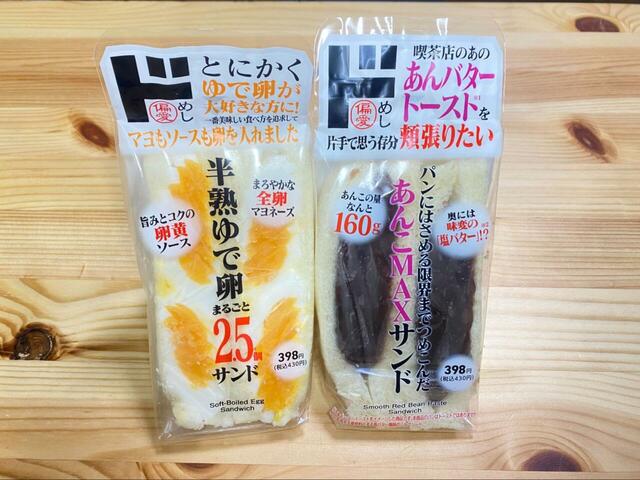 ド
偏愛
めし
とにかく
ゆで卵が
大好きな方に!
一番美味しい食べ方を追求して
マヨもソースも卵を入れました
半熟ゆで卵
まるごと
2.5個
サンド
旨みとコクの
卵黄
ソース
まろやかな
全卵
マヨネーズ
398円
(税込430円)
Soft-Boiled Egg
Sandwich
ド
偏愛
めし
喫茶店のあの
あんバター
トースト※1を
片手で思う存分頬張りたい
パンにはさめる限界までつめこんだ
あんこMAXサンド
あんこの量
なんと
160g
奥には
味変の※2
「塩バター」!?
398円
(税込430円)
Smooth Red Bean Paste
Sandwich